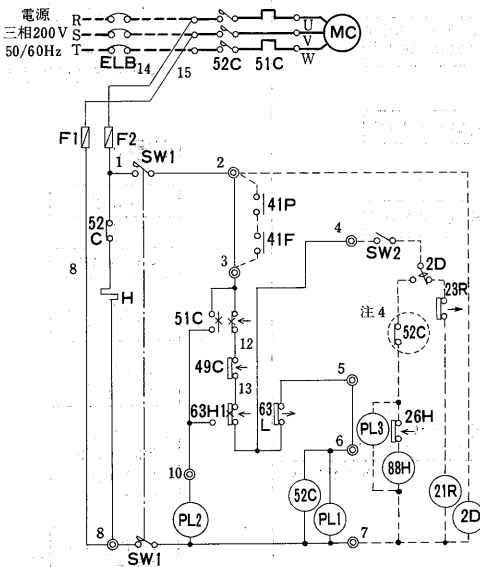 電源 R U
三相200V S V MC
50/60Hz T W
ELB 14 15 52C 51C
F1 F2
1 SW1 2
41P
52C 4
41F SW2 2D
8 3 23R
H 51C 注4
12 52C
49C
13 5
63H1 63L 26H
6 PL3
10 88H
52C 21R
PL2 PL1 2D
8 7
SW1